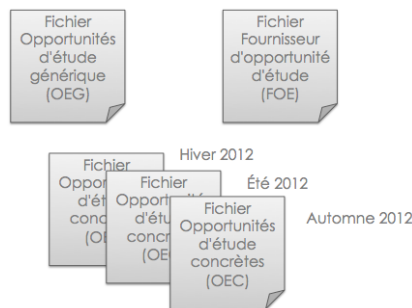 Fichier
Opportunités
d'étude
générique
(OEG)
Fichier
Fournisseur
d'opportunité
d'étude
(FOE)
Hiver 2012
Fichier
Été 2012
Fichier
Automne 2012
Fichier
Opportunités
d'étude
concrètes
(OEC)